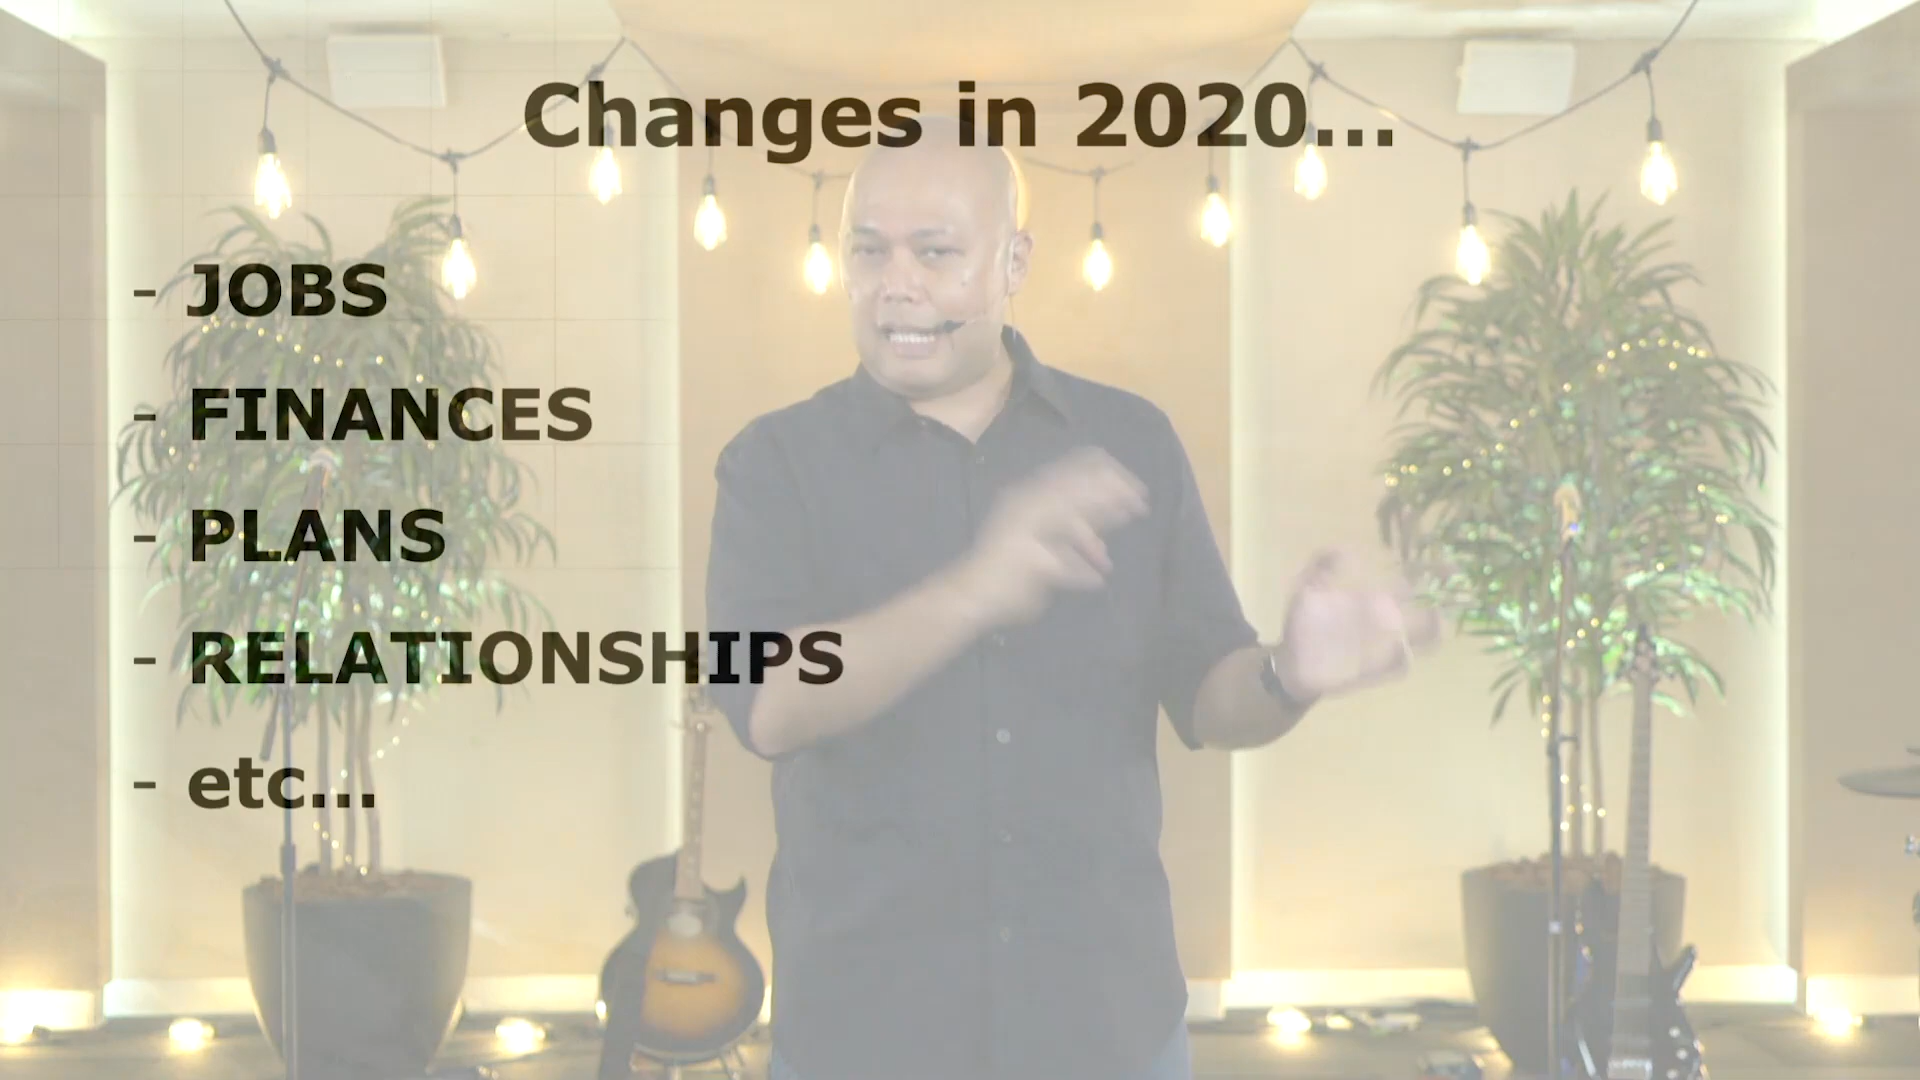 Changes in 2020...
- JOBS
- FINANCES
- PLANS
- RELATIONSHIPS
- etc...